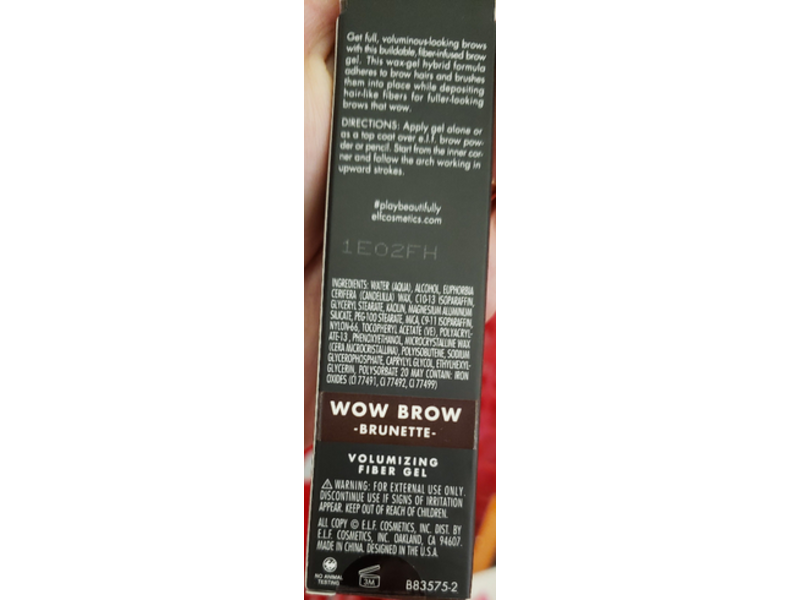 Get full, voluminous-looking brows
with this buildable, fiber-infused brow
gel. This wax-gel hybrid formula
adheres to brow hairs and brushes
them into place while depositing
hair-like fibers for fuller-looking
brows that wow.
DIRECTIONS: Apply gel alone or
as a top coat over e.l.f. brow pow-
der or pencil. Start from the inner cor-
ner and follow the arch working in
upward strokes.
#playbeautifully
elfcosmetics.com
1E02FH
INGREDIENTS: WATER (AQUA), ALCOHOL, EUPHORBIA
CERIFERA (CANDELILLA) WAX, C10-13 ISOPARAFFIN,
GLYCERYL STEARATE, KAOLIN, MAGNESIUM ALUMINUM
SILICATE, PEG-100 STEARATE, MICA, C9-11 ISOPARAFFIN,
NYLON-66, TOCOPHERYL ACETATE (VE), POLYACRYL-
ATE-13 , PHENOXYETHANOL, MICROCRYSTALLINE WAX
(CERA MICROCRISTALLINA), POLYISOBUTENE, SODIUM
GLYCEROPHOSPHATE, CAPRYLYL GLYCOL, ETHYLHEXYL-
GLYCERIN, POLYSORBATE 20 MAY CONTAIN: IRON
OXIDES (CI 77491, CI 77492, CI 77499)
WOW BROW
-BRUNETTE-
VOLUMIZING
FIBER GEL
⚠ WARNING: FOR EXTERNAL USE ONLY.
DISCONTINUE USE IF SIGNS OF IRRITATION
APPEAR. KEEP OUT OF REACH OF CHILDREN.
ALL COPY © E.L.F. COSMETICS, INC. DIST. BY
E.L.F. COSMETICS, INC. OAKLAND, CA 94607.
MADE IN CHINA. DESIGNED IN THE U.S.A.
NO ANIMAL
TESTING
3M
B83575-2